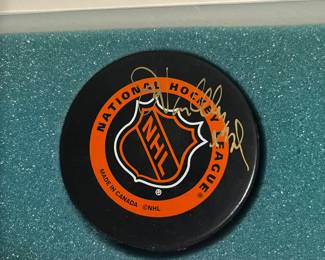 NATIONAL HOCKEY LEAGUE
NHL
®
MADE IN CANADA ©NHL